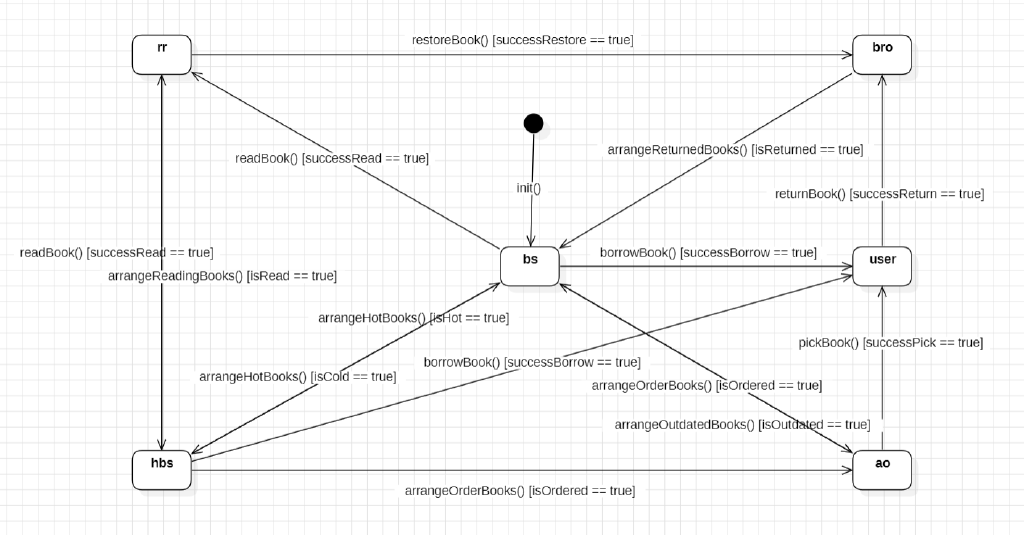 restoreBook() [successRestore == true]
rr
bro
readBook() [successRead == true]
arrangeReturnedBooks() [isReturned == true]
init()
returnBook() [successReturn == true]
readBook() [successRead == true]
bs
borrowBook() [successBorrow == true]
user
arrangeReadingBooks() [isRead == true]
arrangeHotBooks() [isHot == true]
pickBook() [successPick == true]
borrowBook() [successBorrow == true]
arrangeHotBooks() [isCold == true]
arrangeOrderBooks() [isOrdered == true]
arrangeOutdatedBooks() [isOutdated == true]
hbs
ao
arrangeOrderBooks() [isOrdered == true]